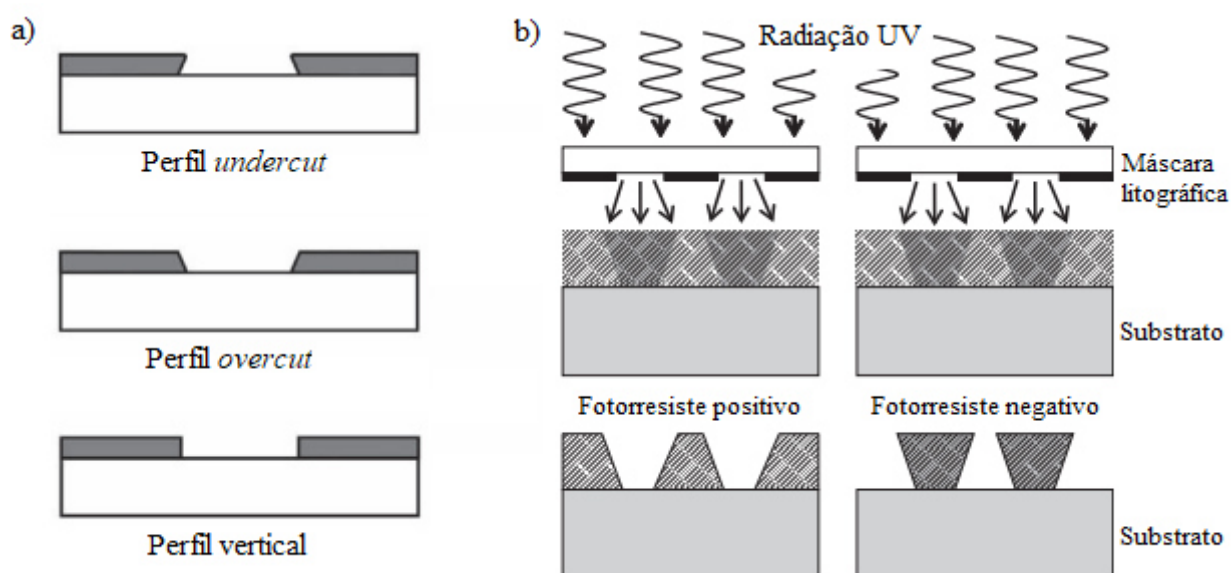 a)
Perfil undercut
Perfil overcut
Perfil vertical
b)
Radiação UV
Máscara
litográfica
Substrato
Fotorresiste positivo
Fotorresiste negativo
Substrato